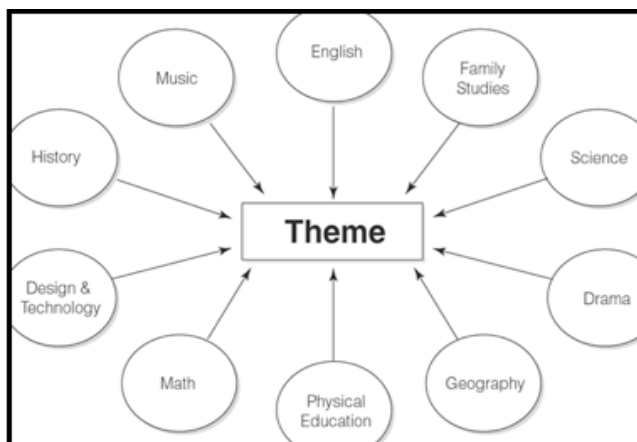 English
Music
Family
Studies
History
Science
Theme
Design &
Technology
Drama
Math
Physical
Education
Geography